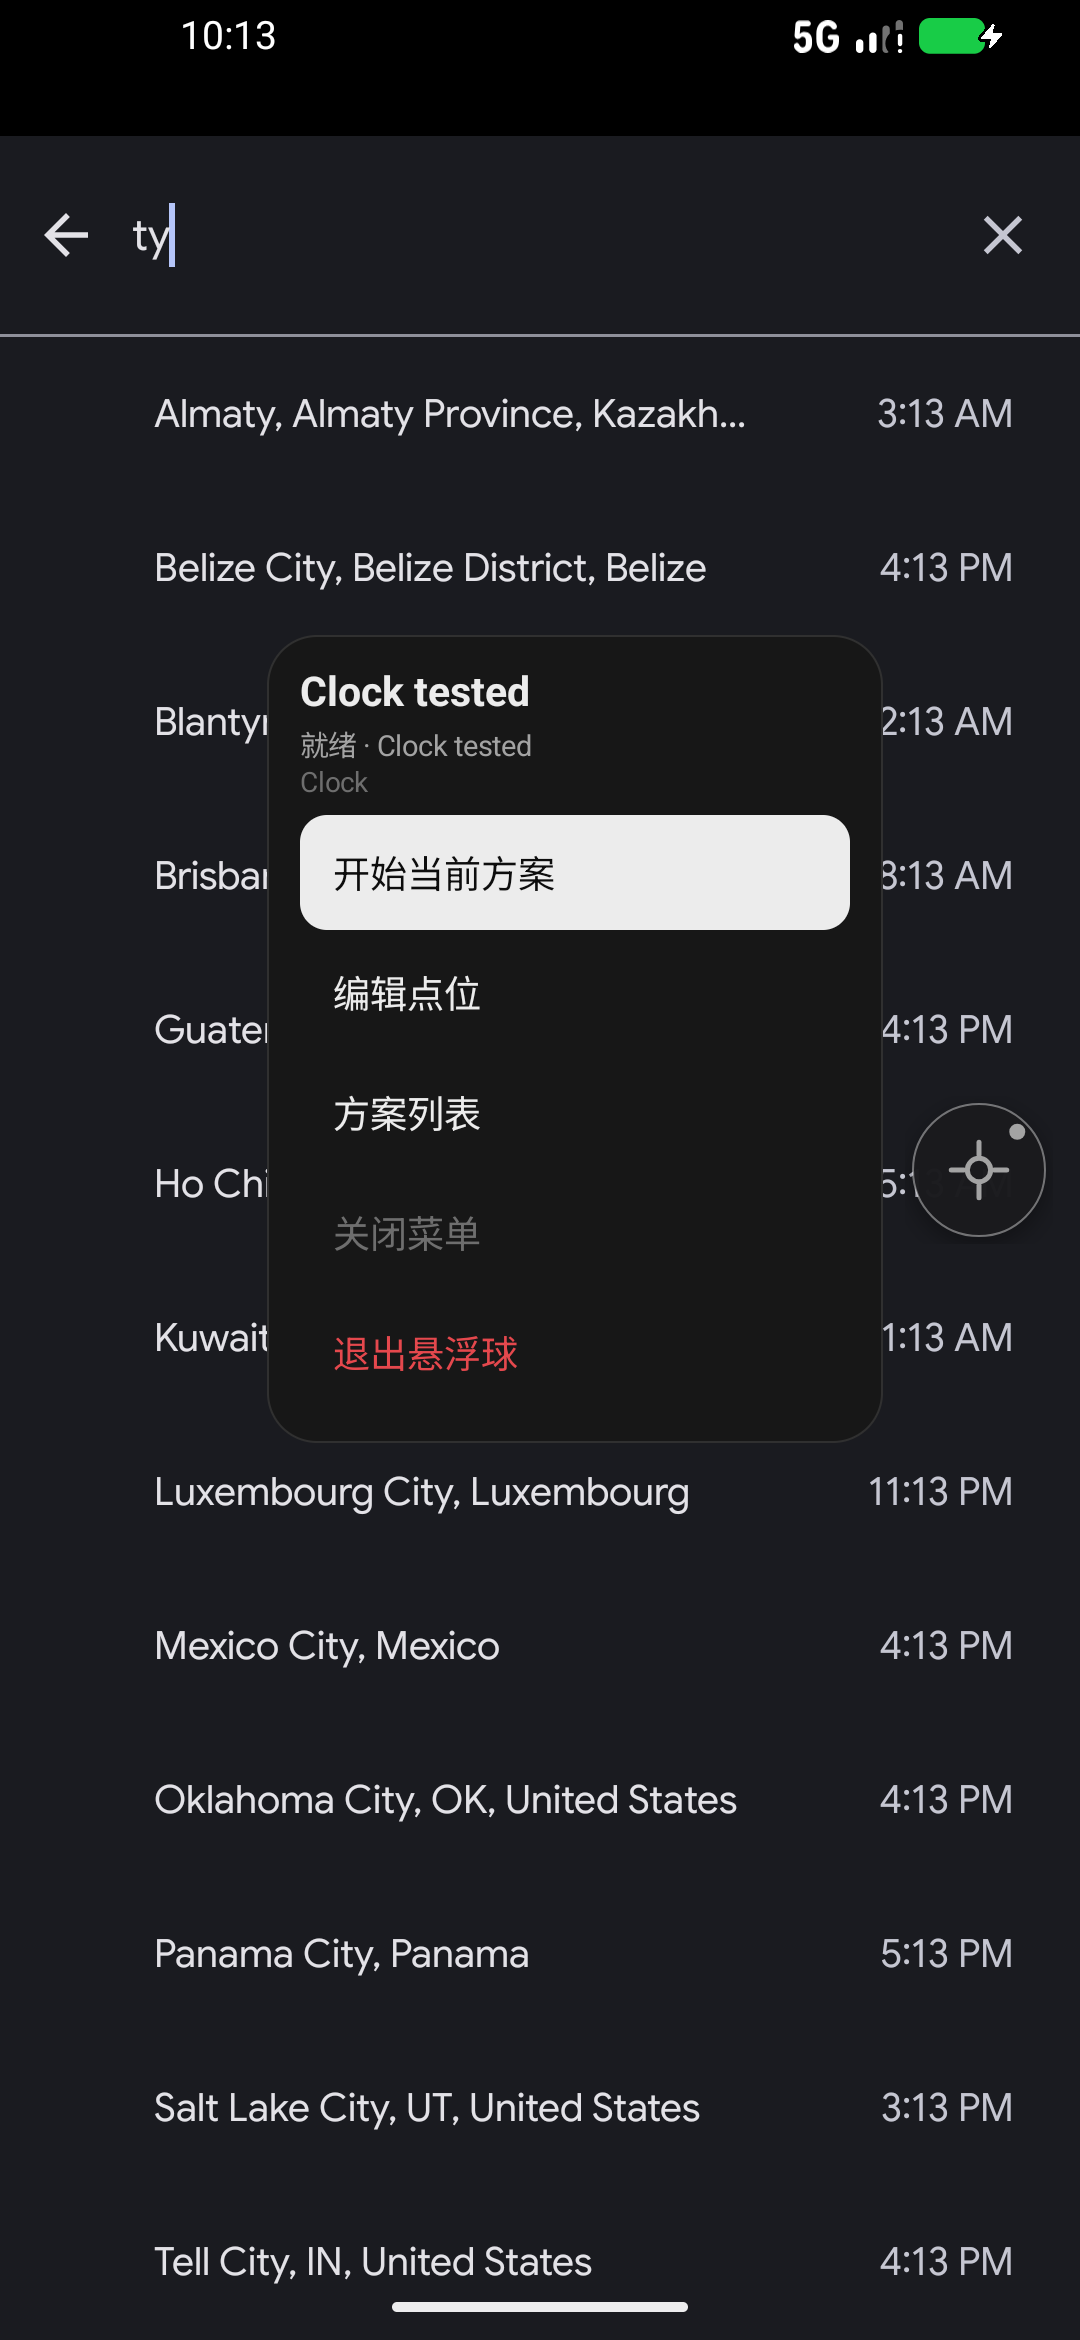 10:13 5G
ty
Almaty, Almaty Province, Kazakh... 3:13 AM
Belize City, Belize District, Belize 4:13 PM
Clock tested
就绪 · Clock tested
Clock
开始当前方案
编辑点位
方案列表
关闭菜单
退出悬浮球
2:13 AM
8:13 AM
4:13 PM
Ho Chi
Kuwait 1:13 AM
Luxembourg City, Luxembourg 11:13 PM
Mexico City, Mexico 4:13 PM
Oklahoma City, OK, United States 4:13 PM
Panama City, Panama 5:13 PM
Salt Lake City, UT, United States 3:13 PM
Tell City, IN, United States 4:13 PM